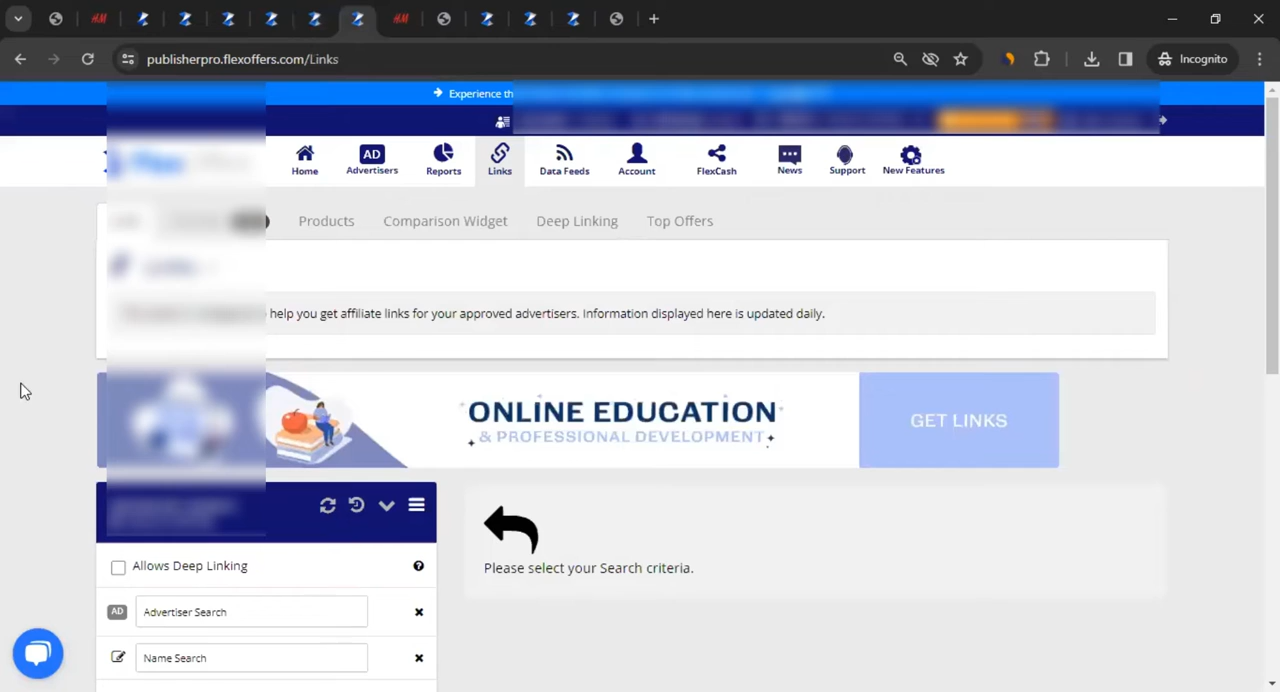 publisherpro.flexoffers.com/Links
Incognito
Experience th
Home
Advertisers
Reports
Links
Data Feeds
Account
FlexCash
News
Support
New Features
AD
Products
Comparison Widget
Deep Linking
Top Offers
help you get affiliate links for your approved advertisers. Information displayed here is updated daily.
ONLINE EDUCATION
& PROFESSIONAL DEVELOPMENT
GET LINKS
Allows Deep Linking
AD
Advertiser Search
Name Search
Please select your Search criteria.